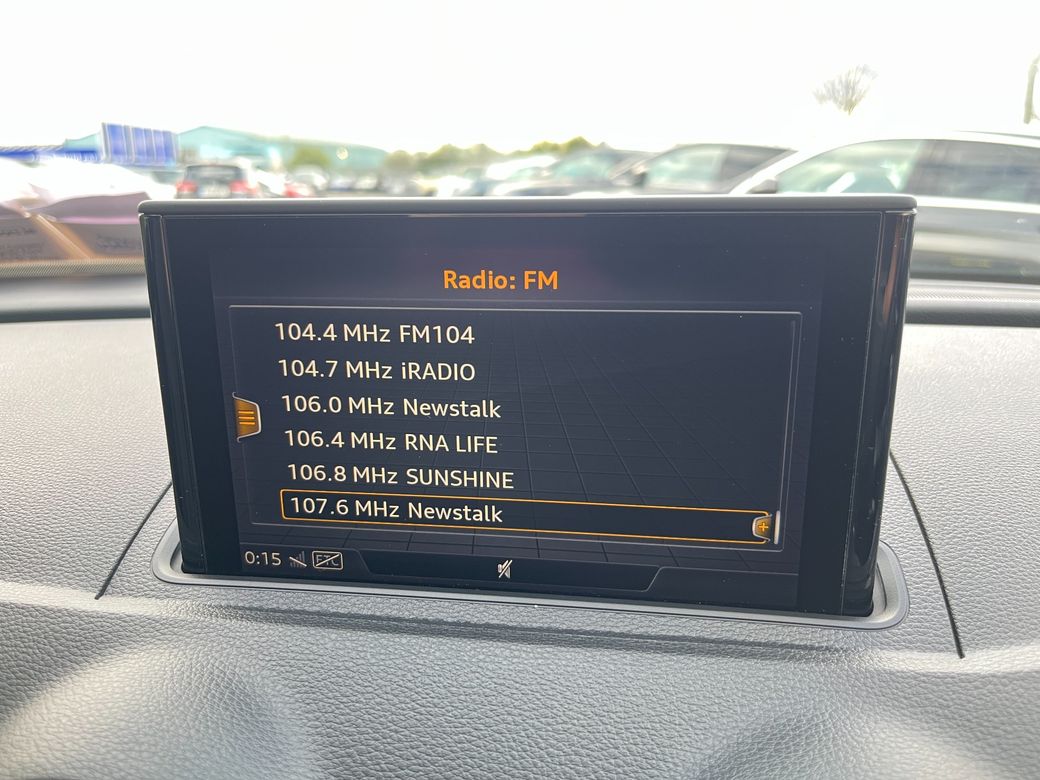 Radio: FM
104.4 MHz FM104
104.7 MHz iRADIO
106.0 MHz Newstalk
106.4 MHz RNA LIFE
106.8 MHz SUNSHINE
107.6 MHz Newstalk
0:15 ETC